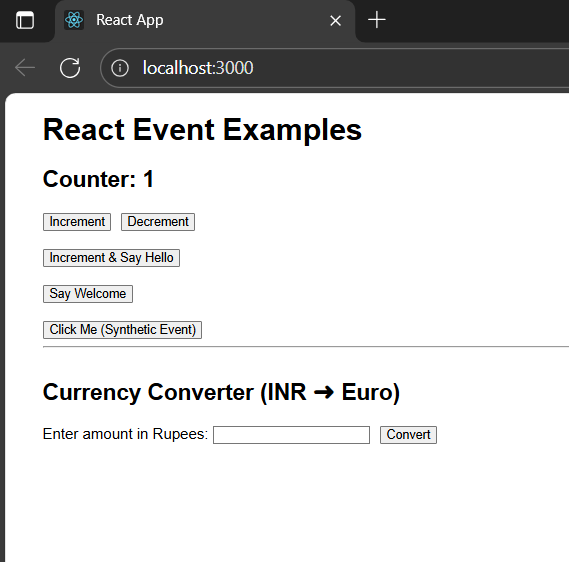 React App
localhost:3000
React Event Examples
Counter: 1
Increment Decrement
Increment & Say Hello
Say Welcome
Click Me (Synthetic Event)
Currency Converter (INR ➜ Euro)
Enter amount in Rupees: Convert